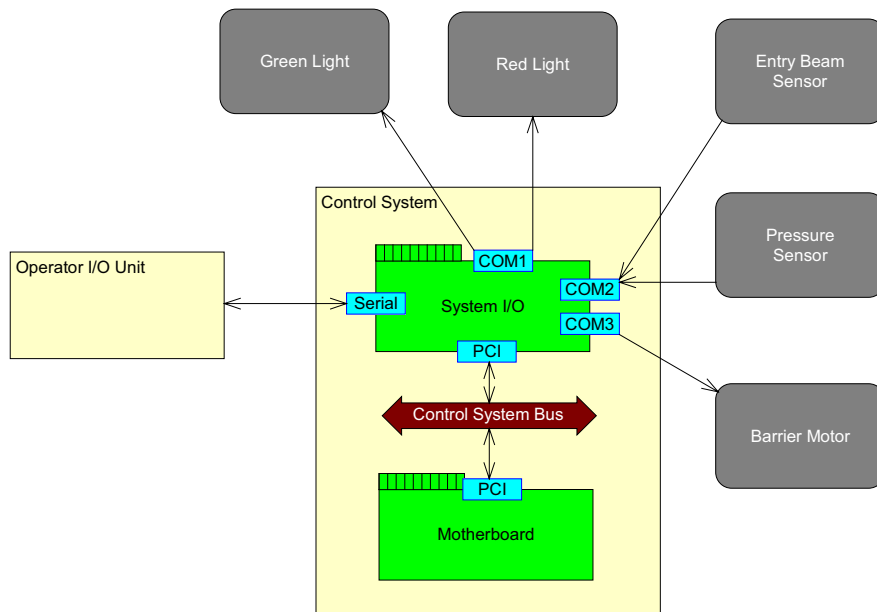 Green Light
Red Light
Entry Beam
Sensor
Control System
Pressure
Sensor
Operator I/O Unit
COM1
COM2
Serial
System I/O
COM3
PCI
Control System Bus
Barrier Motor
PCI
Motherboard